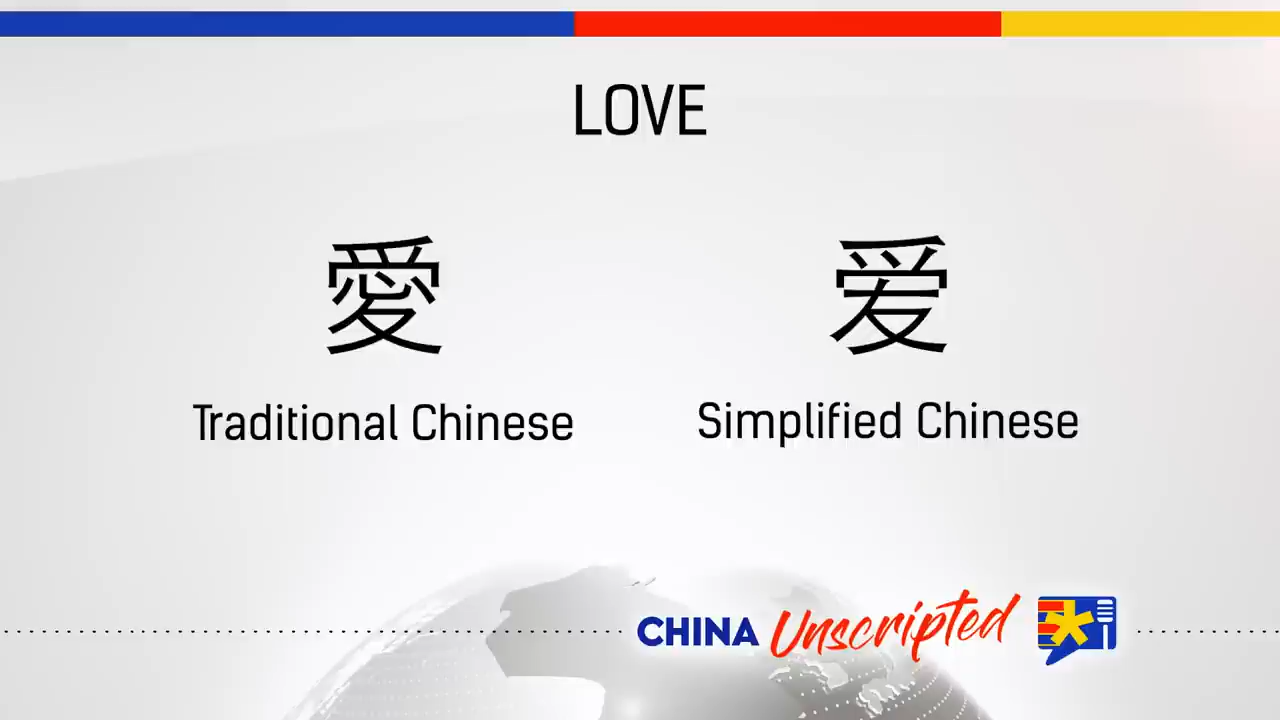 LOVE
愛
爱
Traditional Chinese
Simplified Chinese
CHINA Unscripted